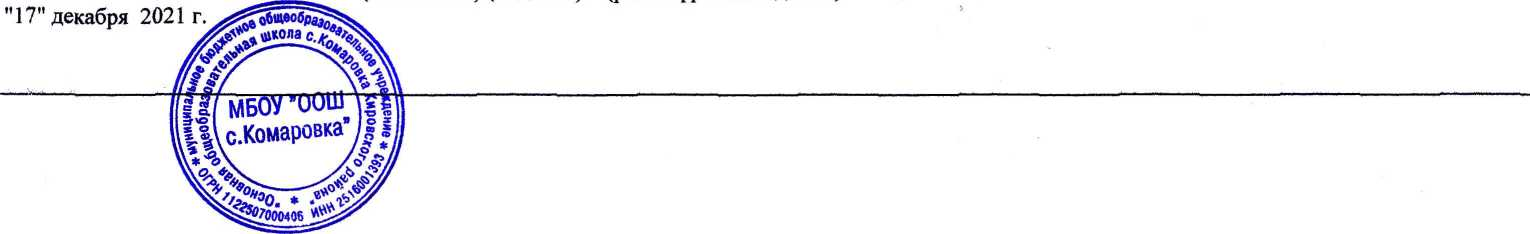 "17" декабря 2021 г.
* муниципальное бюджетное общеобразовательное учреждение *
ОГРН 1122507000406 ИНН 2516001393
"Основная общеобразовательная школа с.Комаровка Кировского района" *
МБОУ "ООШ
с.Комаровка"